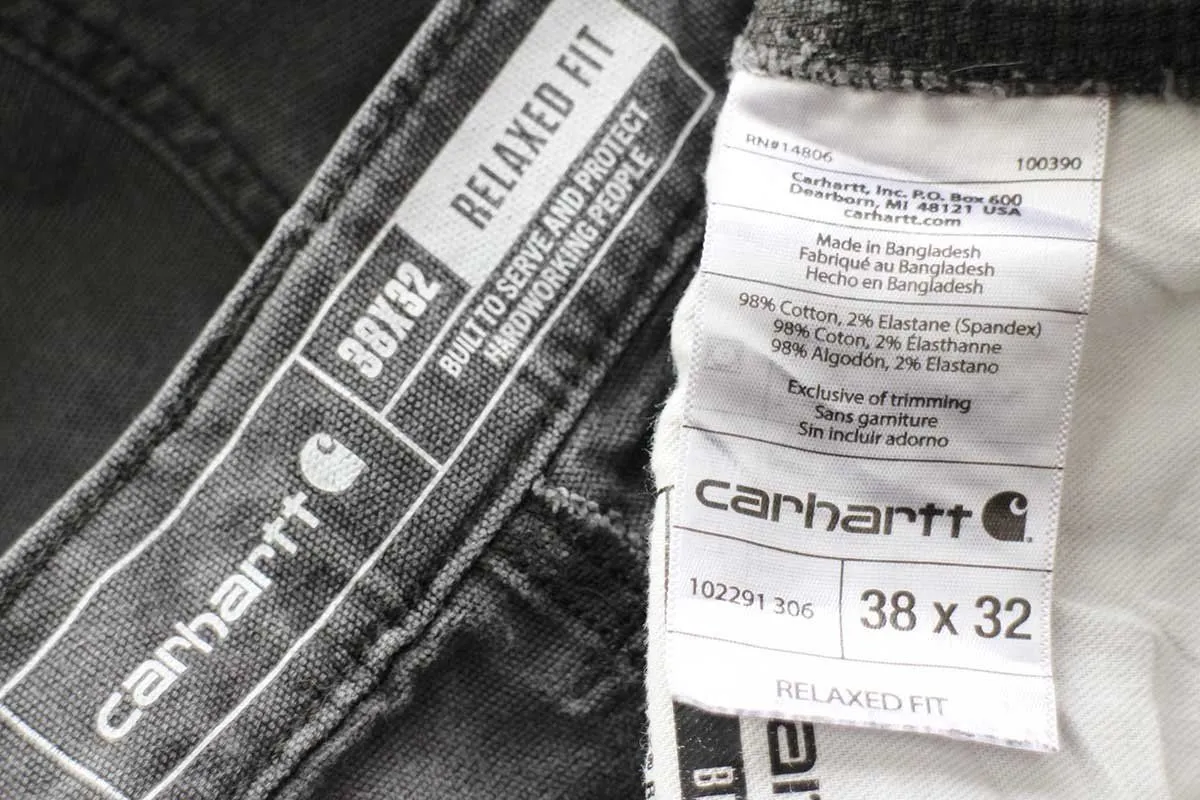 RELAXED FIT
38X32
BUILT TO SERVE AND PROTECT
HARDWORKING PEOPLE
carhartt
RN#14806
100390
Carhartt, Inc. P.O. Box 600
Dearborn, MI 48121 USA
carhartt.com
Made in Bangladesh
Fabriqué au Bangladesh
Hecho en Bangladesh
98% Cotton, 2% Elastane (Spandex)
98% Coton, 2% Élasthanne
98% Algodón, 2% Elastano
Exclusive of trimming
Sans garniture
Sin incluir adorno
carhartt
102291 306
38 x 32
RELAXED FIT